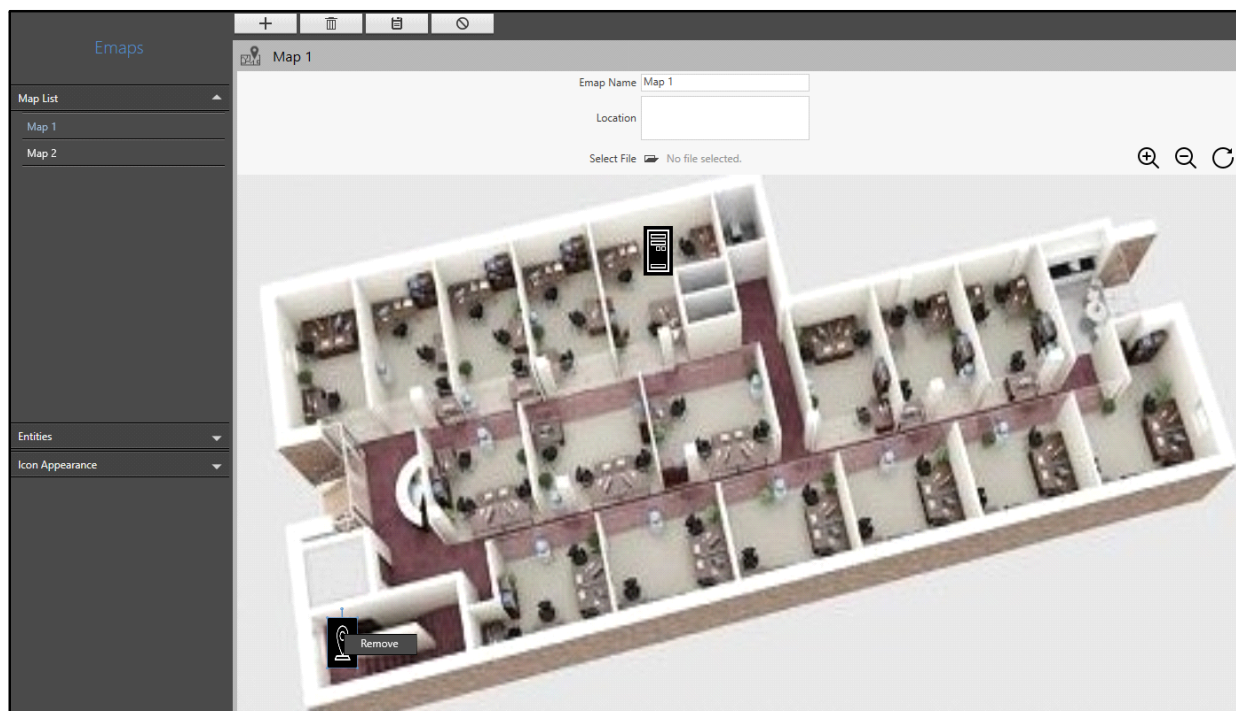 Emaps
Map List
Map 1
Map 2
Entities
Icon Appearance
Map 1
Emap Name Map 1
Location
Select File No file selected.
Remove